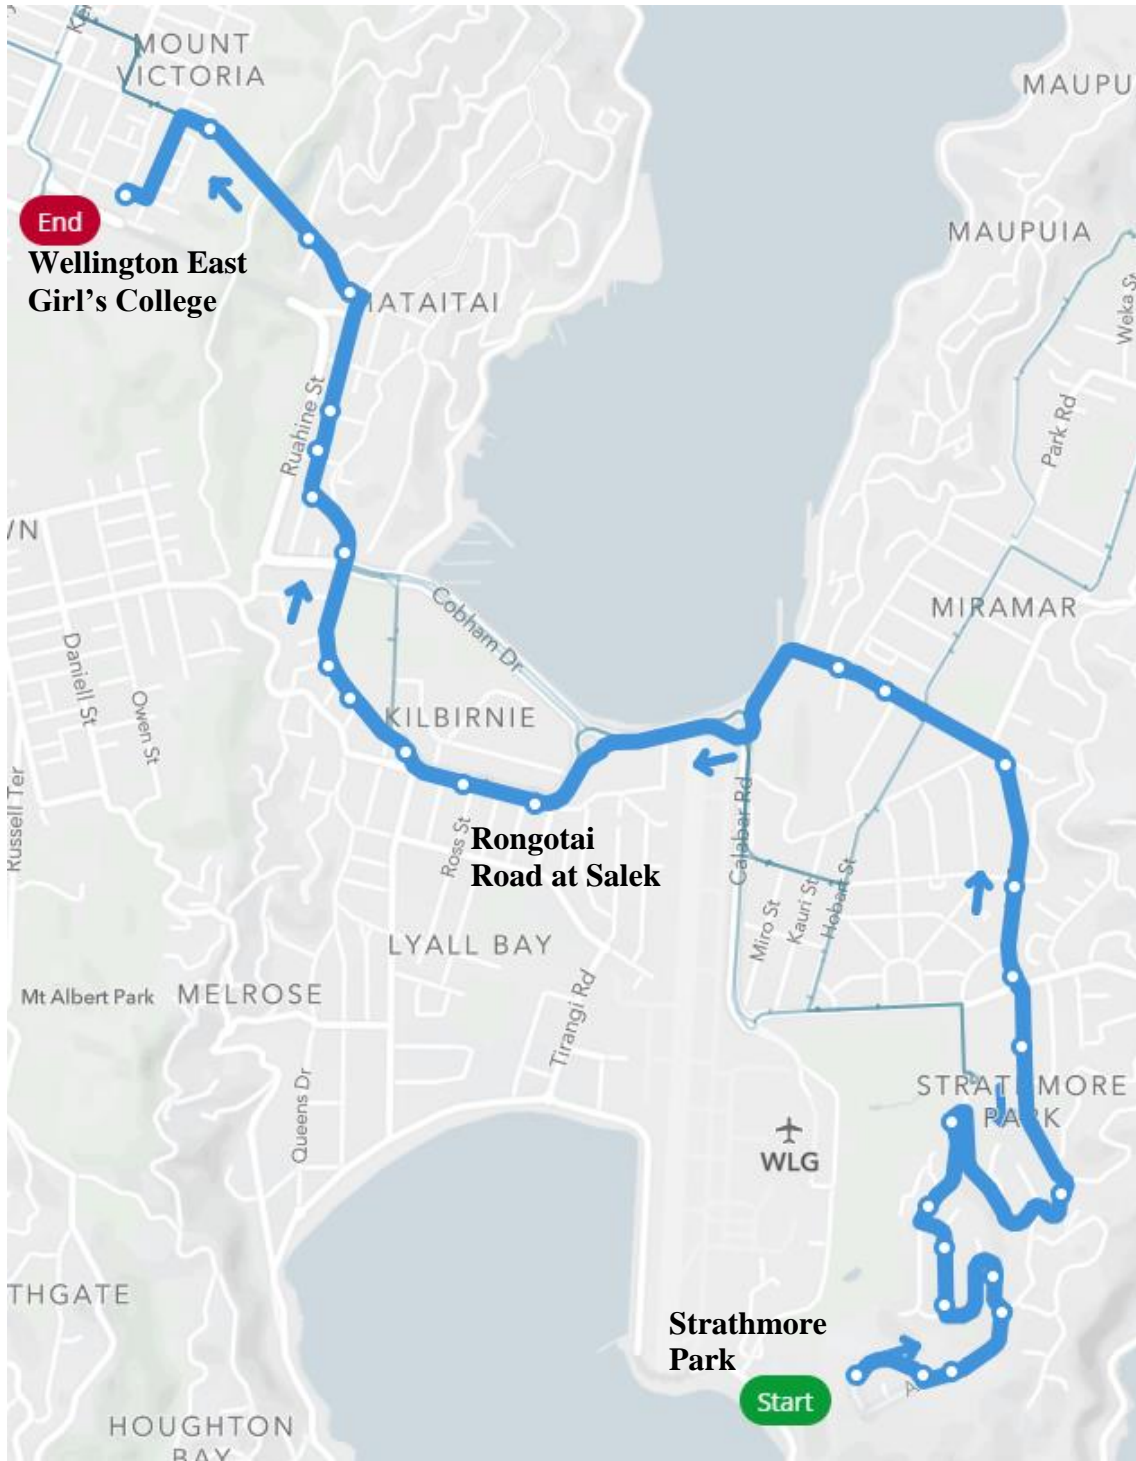 MOUNT
VICTORIA
MAUPU
End
Wellington East
Girl's College
MAUPUIA
Weka St
IATAITAI
Park Rd
Ruahine St
WN
MIRAMAR
Cobham Dr
Daniell St
Owen St
KILBIRNIE
Russell Ter
Calabar Rd
Ross St
Rongotai
Road at Salek
Miro St
Kauri St
Hobart St
LYALL BAY
Mt Albert Park
MELROSE
Tirangi Rd
Queens Dr
STRATHMORE
PARK
WLG
THGATE
Strathmore
Park
Start
A
HOUGHTON
BAY